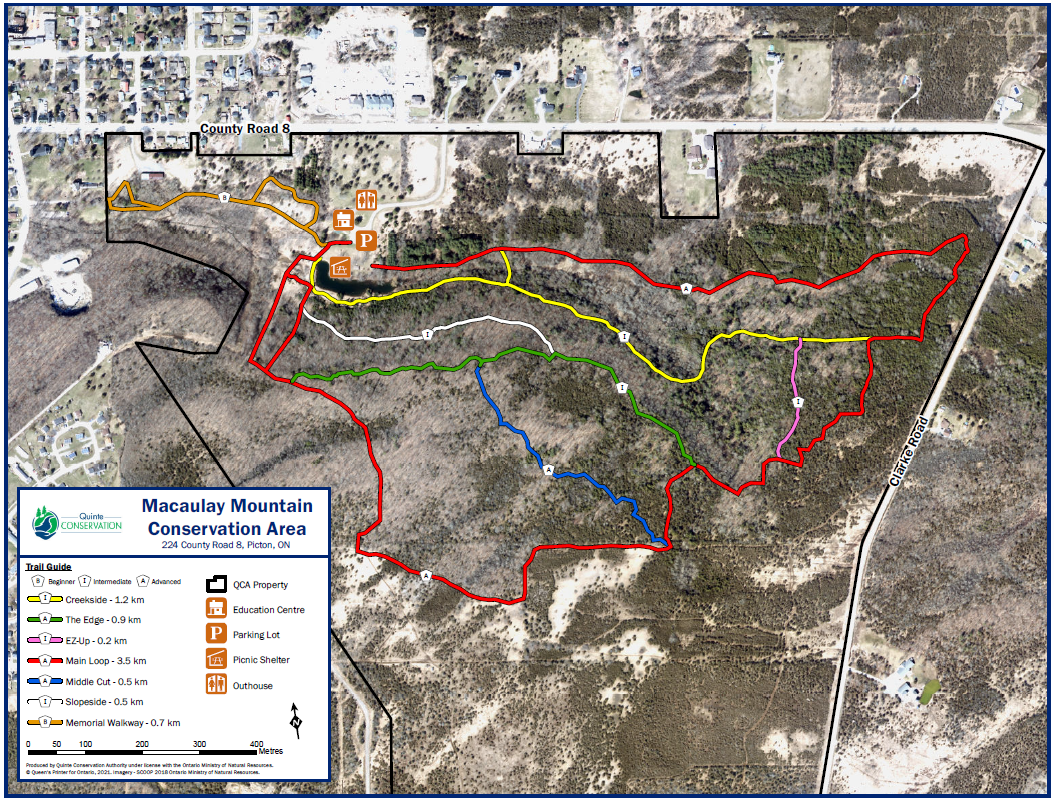 County Road 8
B
P
A
I
I
I
I
Clarke Road
A
A
Quinte
CONSERVATION
Macaulay Mountain
Conservation Area
224 County Road 8, Picton, ON
Trail Guide
B Beginner I Intermediate A Advanced
I Creekside - 1.2 km
A The Edge - 0.9 km
I EZ-Up - 0.2 km
A Main Loop - 3.5 km
A Middle Cut - 0.5 km
I Slopeside - 0.5 km
B Memorial Walkway - 0.7 km
QCA Property
Education Centre
P Parking Lot
Picnic Shelter
Outhouse
N
0 50 100 200 300 400
Metres
Produced by Quinte Conservation Authority under license with the Ontario Ministry of Natural Resources.
© Queen's Printer for Ontario, 2021. Imagery - SCOOP 2018 Ontario Ministry of Natural Resources.